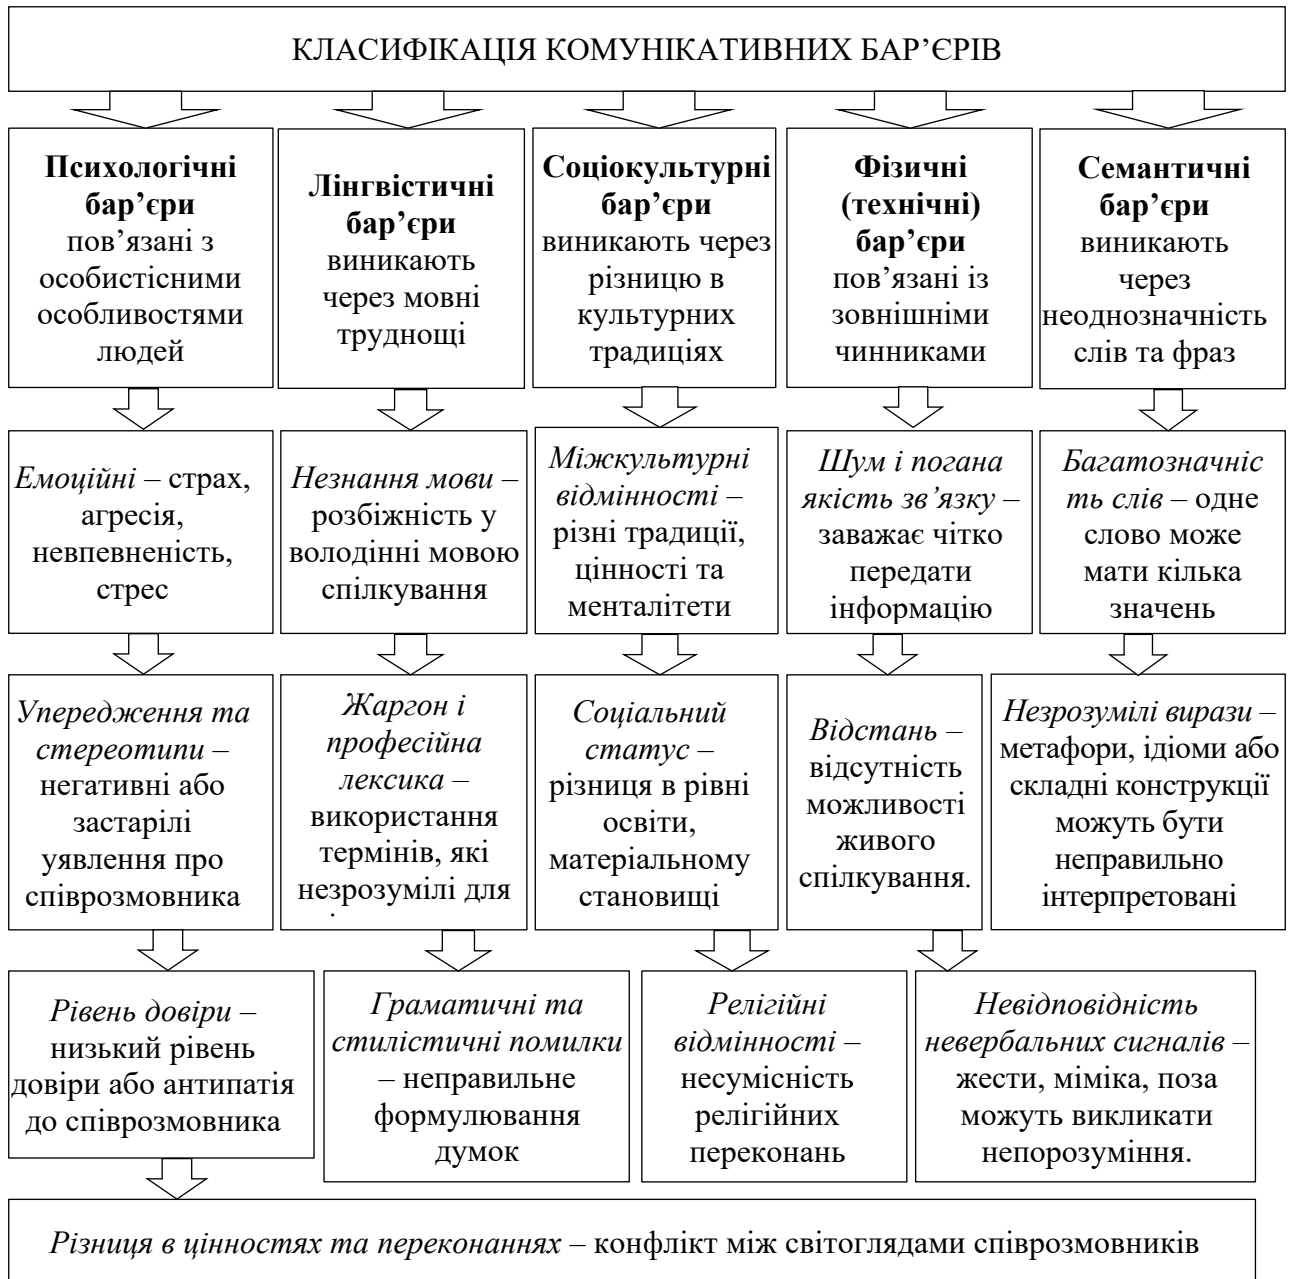 КЛАСИФІКАЦІЯ КОМУНІКАТИВНИХ БАР’ЄРІВ
Психологічні
бар’єри
пов’язані з
особистісними
особливостями
людей
Лінгвістичні
бар’єри
виникають
через мовні
труднощі
Соціокультурні
бар’єри
виникають через
різницю в
культурних
традиціях
Фізичні
(технічні)
бар’єри
пов’язані із
зовнішніми
чинниками
Семантичні
бар’єри
виникають
через
неоднозначність
слів та фраз
Емоційні – страх,
агресія,
невпевненість,
стрес
Незнання мови –
розбіжність у
володінні мовою
спілкування
Міжкультурні
відмінності –
різні традиції,
цінності та
менталітети
Шум і погана
якість зв’язку –
заважає чітко
передати
інформацію
Багатозначніс
ть слів – одне
слово може
мати кілька
значень
Упередження та
стереотипи –
негативні або
застарілі
уявлення про
співрозмовника
Жаргон і
професійна
лексика –
використання
термінів, які
незрозумілі для
Соціальний
статус –
різниця в рівні
освіти,
матеріальному
становищі
Відстань –
відсутність
можливості
живого
спілкування.
Незрозумілі вирази –
метафори, ідіоми або
складні конструкції
можуть бути
неправильно
інтерпретовані
Рівень довіри –
низький рівень
довіри або антипатія
до співрозмовника
Граматичні та
стилістичні помилки
– неправильне
формулювання
думок
Релігійні
відмінності –
несумісність
релігійних
переконань
Невідповідність
невербальних сигналів –
жести, міміка, поза
можуть викликати
непорозуміння.
Різниця в цінностях та переконаннях – конфлікт між світоглядами співрозмовників